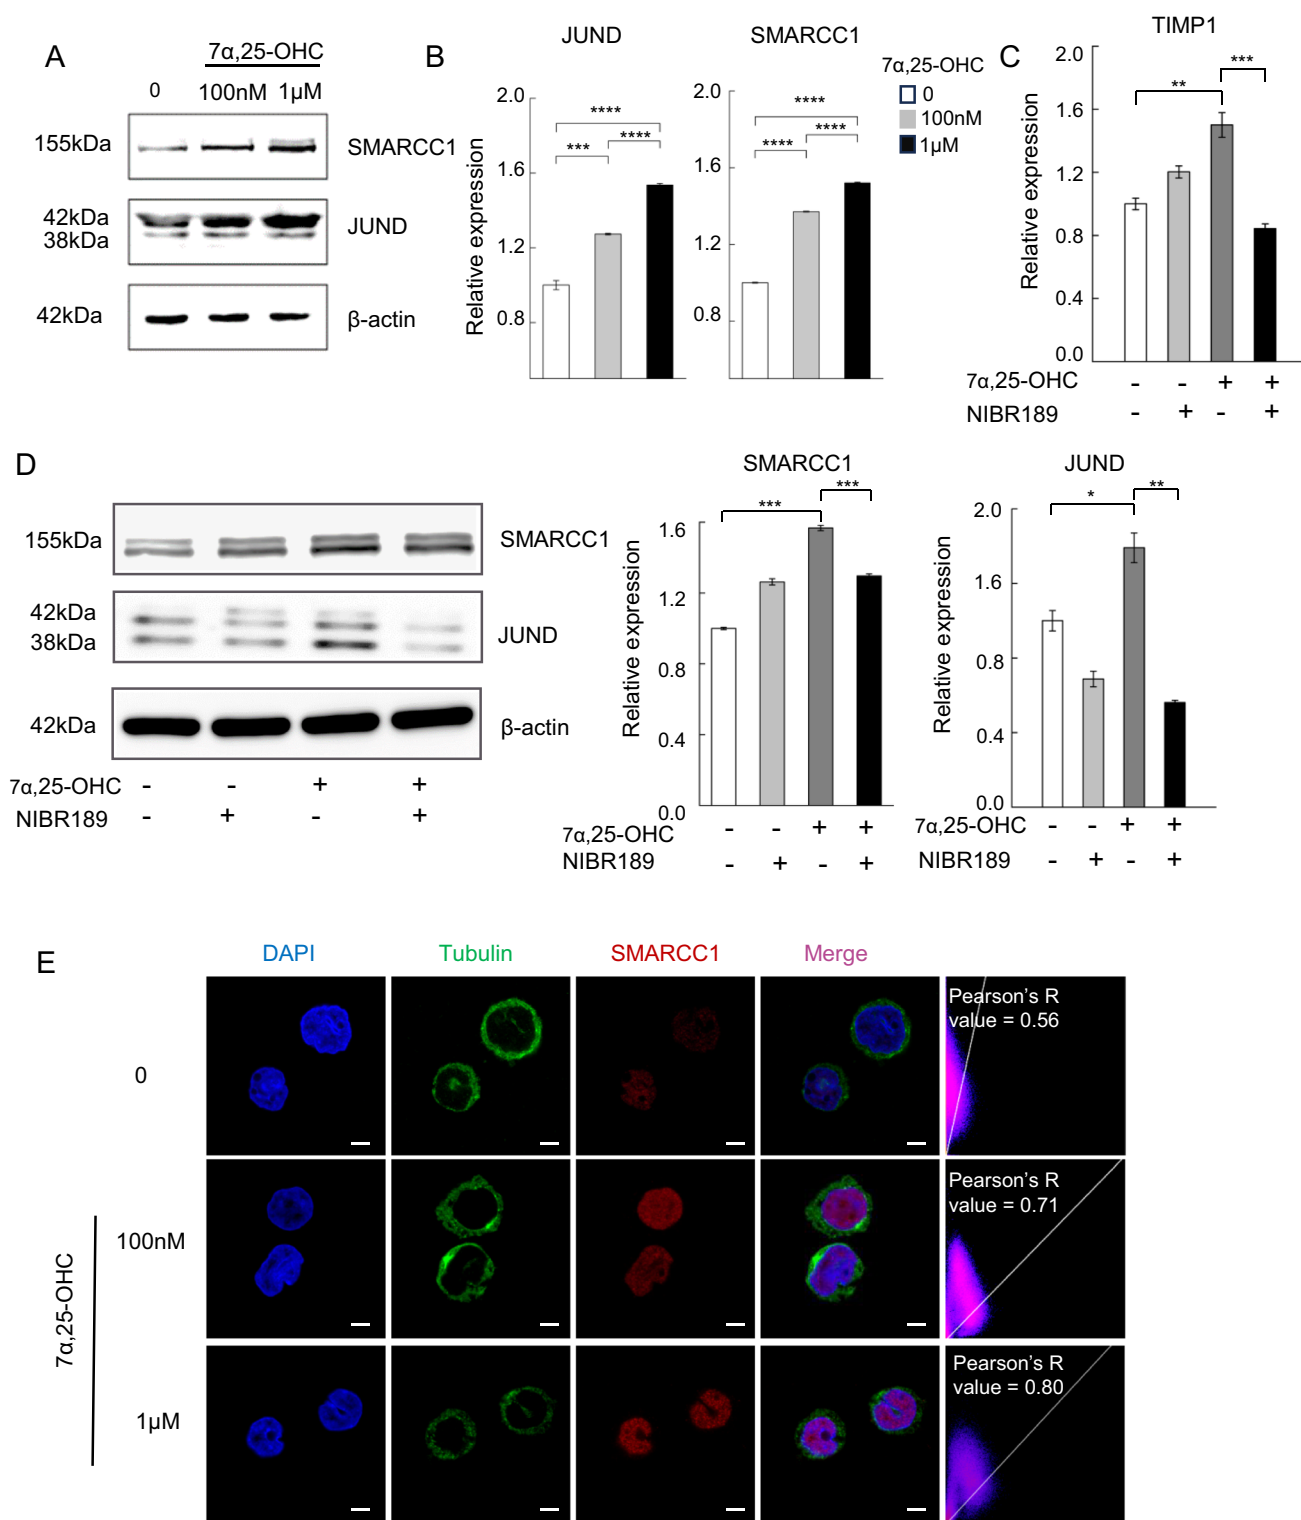 A
7α,25-OHC
0 100nM 1μM
155kDa SMARCC1
42kDa JUND
38kDa
42kDa β-actin
B
JUND SMARCC1
7α,25-OHC
0
100nM
1μM
Relative expression
2.0
1.6
1.2
0.8
**** *** ****
2.0
1.6
1.2
0.8
**** **** ****
C
TIMP1
Relative expression
2.0
1.6
1.2
0.8
0.4
0.0
** ***
7α,25-OHC - - + +
NIBR189 - + - +
D
155kDa SMARCC1
42kDa JUND
38kDa
42kDa β-actin
7α,25-OHC - - + +
NIBR189 - + - +
SMARCC1
Relative expression
1.6
1.2
0.8
0.4
0.0
*** ***
7α,25-OHC - - + +
NIBR189 - + - +
JUND
Relative expression
2.0
1.6
0.8
0.4
0.0
* **
7α,25-OHC - - + +
NIBR189 - + - +
E
DAPI Tubulin SMARCC1 Merge
0
Pearson's R
value = 0.56
7α,25-OHC
100nM
Pearson's R
value = 0.71
1μM
Pearson's R
value = 0.80